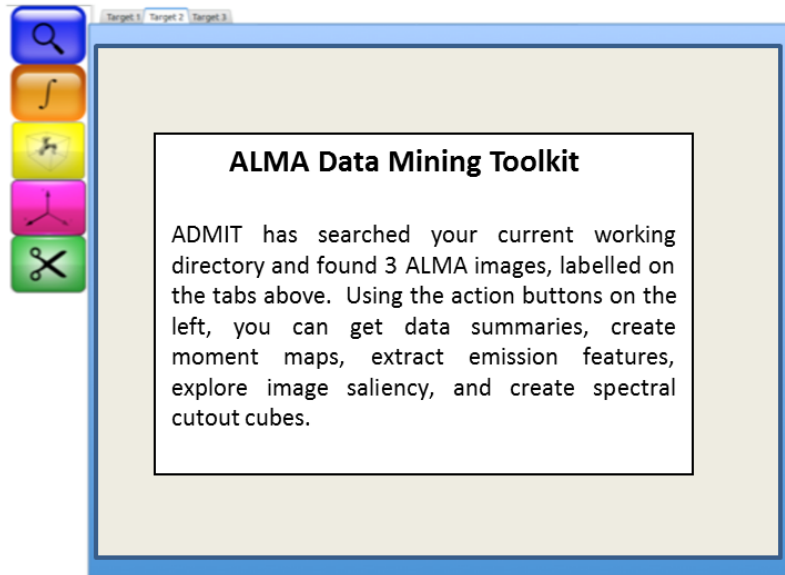 Target 1 Target 2 Target 3
ALMA Data Mining Toolkit
ADMIT has searched your current working
directory and found 3 ALMA images, labelled on
the tabs above. Using the action buttons on the
left, you can get data summaries, create
moment maps, extract emission features,
explore image saliency, and create spectral
cutout cubes.